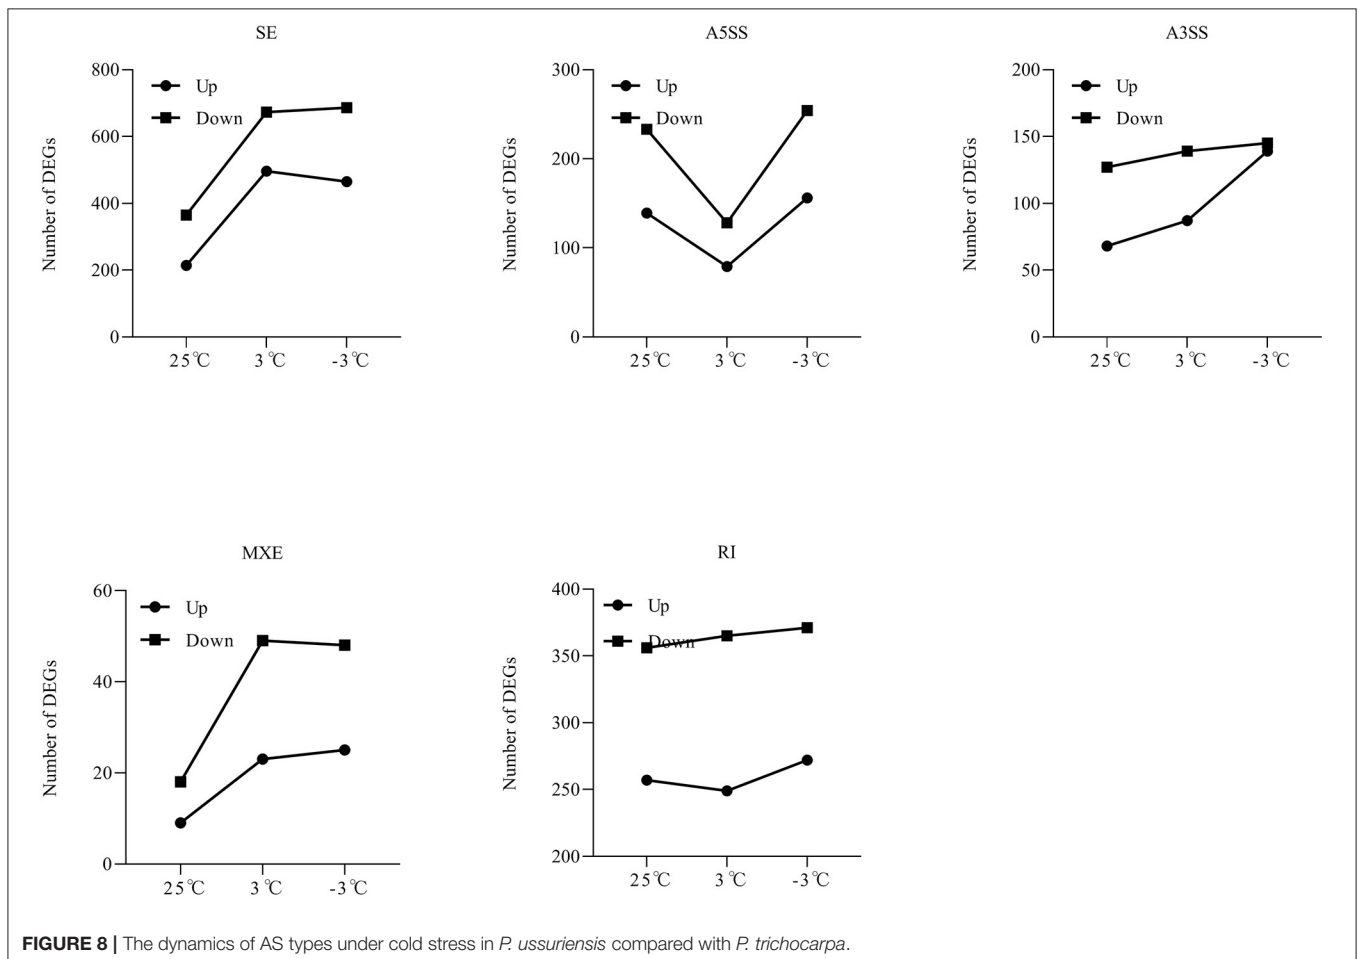 SE
Number of DEGs
800
600
400
200
0
Up
Down
25℃
3℃
-3℃
A5SS
Number of DEGs
300
200
100
0
Up
Down
25℃
3℃
-3℃
A3SS
Number of DEGs
200
150
100
50
0
Up
Down
25℃
3℃
-3℃
MXE
Number of DEGs
60
40
20
0
Up
Down
25℃
3℃
-3℃
RI
Number of DEGs
400
350
300
250
200
Up
Down
25℃
3℃
-3℃
FIGURE 8 | The dynamics of AS types under cold stress in P. ussuriensis compared with P. trichocarpa.